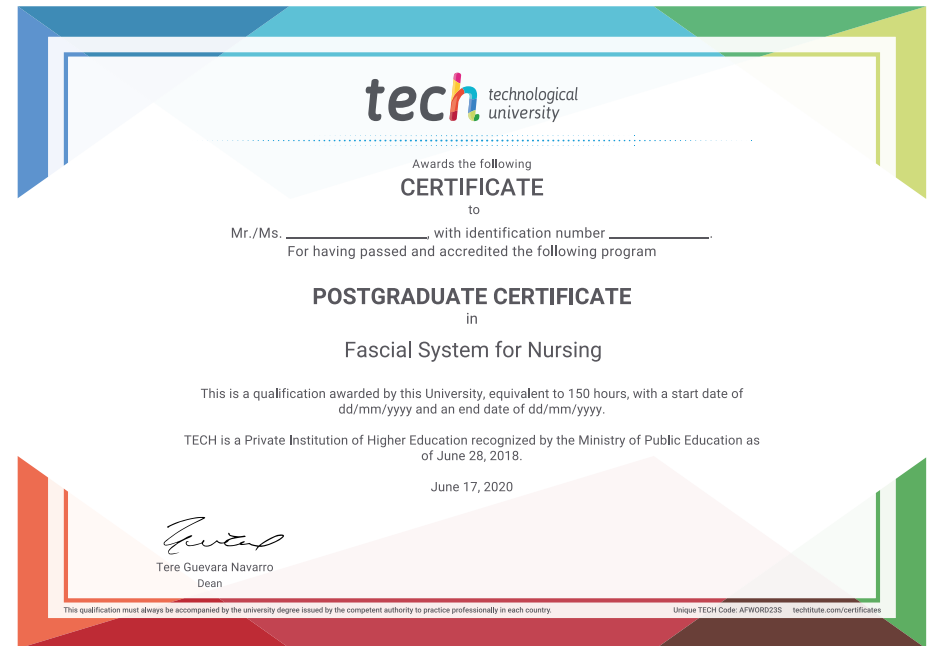 tech technological
university
Awards the following
CERTIFICATE
to
Mr./Ms. ____________________, with identification number ______________.
For having passed and accredited the following program
POSTGRADUATE CERTIFICATE
in
Fascial System for Nursing
This is a qualification awarded by this University, equivalent to 150 hours, with a start date of
dd/mm/yyyy and an end date of dd/mm/yyyy.
TECH is a Private Institution of Higher Education recognized by the Ministry of Public Education as
of June 28, 2018.
June 17, 2020
Tere Guevara Navarro
Dean
This qualification must always be accompanied by the university degree issued by the competent authority to practice professionally in each country.
Unique TECH Code: AFWORD23S techtitute.com/certificates